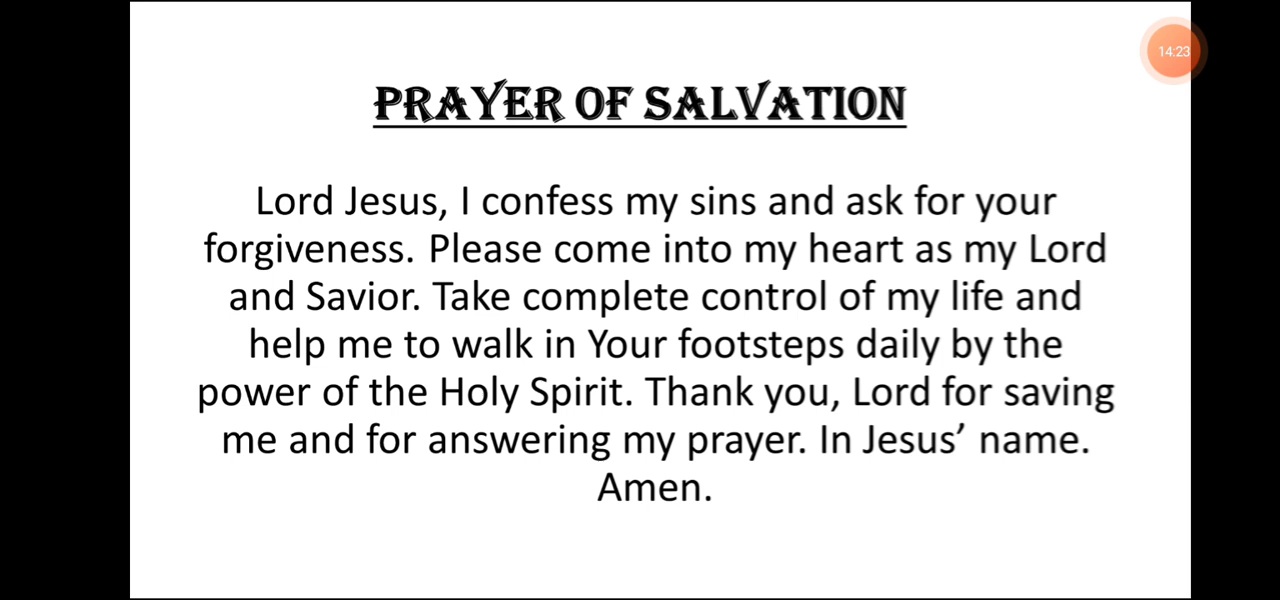 14:23
PRAYER OF SALVATION
Lord Jesus, I confess my sins and ask for your
forgiveness. Please come into my heart as my Lord
and Savior. Take complete control of my life and
help me to walk in Your footsteps daily by the
power of the Holy Spirit. Thank you, Lord for saving
me and for answering my prayer. In Jesus’ name.
Amen.